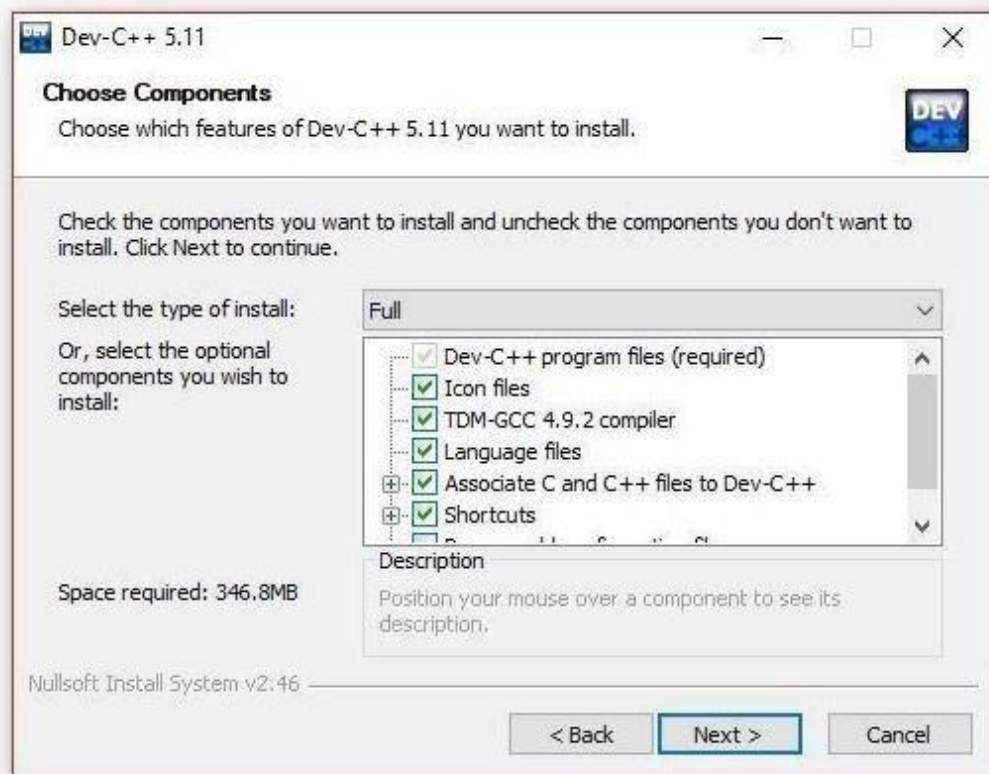 Dev-C++ 5.11
Choose Components
Choose which features of Dev-C++ 5.11 you want to install.
DEV
C++
Check the components you want to install and uncheck the components you don't want to
install. Click Next to continue.
Select the type of install:
Full
Or, select the optional
components you wish to
install:
Dev-C++ program files (required)
Icon files
TDM-GCC 4.9.2 compiler
Language files
Associate C and C++ files to Dev-C++
Shortcuts
Space required: 346.8MB
Description
Position your mouse over a component to see its
description.
Nullsoft Install System v2.46
< Back
Next >
Cancel